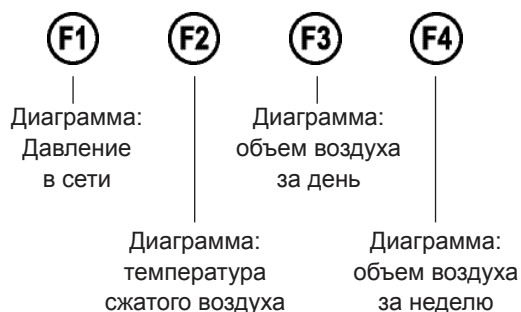 F1 F2 F3 F4
Диаграмма:
Давление
в сети
Диаграмма:
объем воздуха
за день
Диаграмма:
температура
сжатого воздуха
Диаграмма:
объем воздуха
за неделю